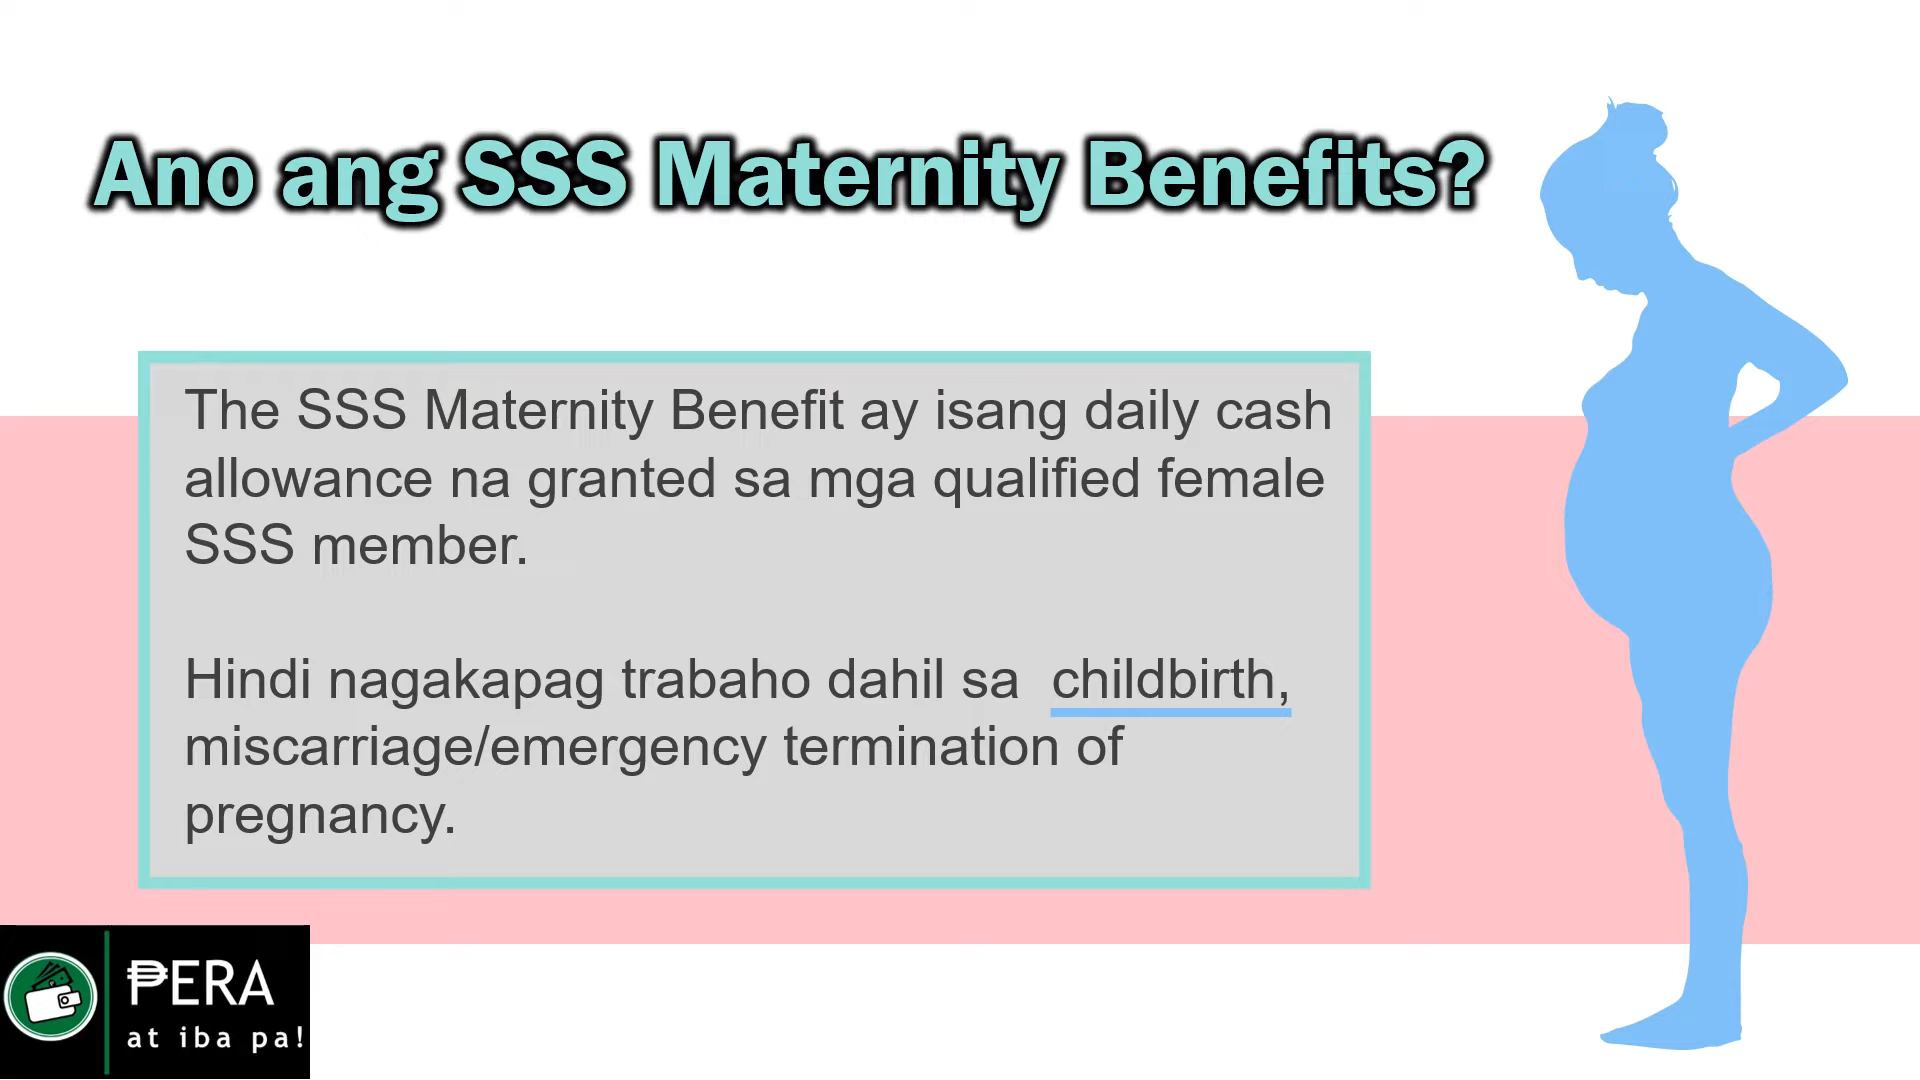 Ano ang SSS Maternity Benefits?
The SSS Maternity Benefit ay isang daily cash
allowance na granted sa mga qualified female
SSS member.
Hindi nagakapag trabaho dahil sa childbirth,
miscarriage/emergency termination of
pregnancy.
₱ERA
at iba pa!